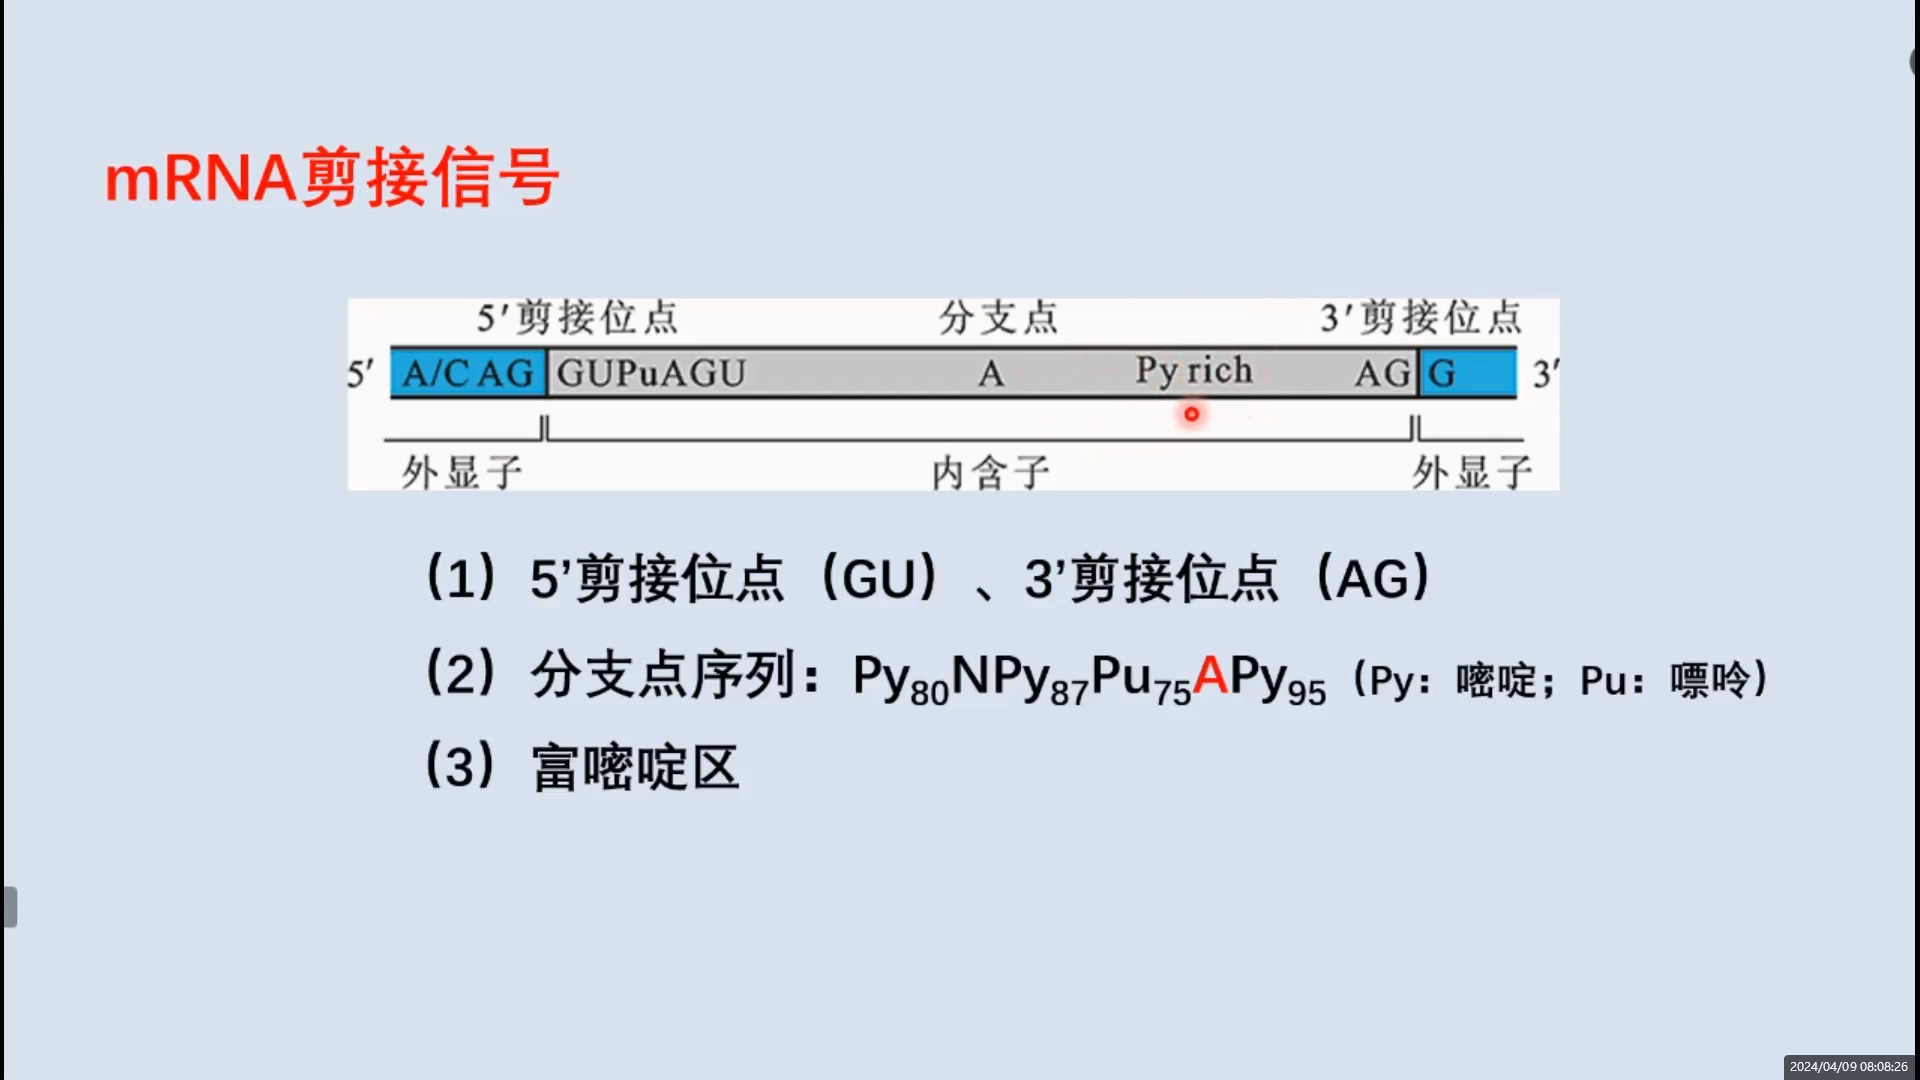 mRNA剪接信号
5′剪接位点 分支点 3′剪接位点
5′ A/C AG GUPuAGU A Py rich AG G 3′
外显子 内含子 外显子
（1）5’剪接位点（GU）、3’剪接位点（AG）
（2）分支点序列：Py80NPy87Pu75APy95（Py：嘧啶；Pu：嘌呤）
（3）富嘧啶区
2024/04/09 08:08:26